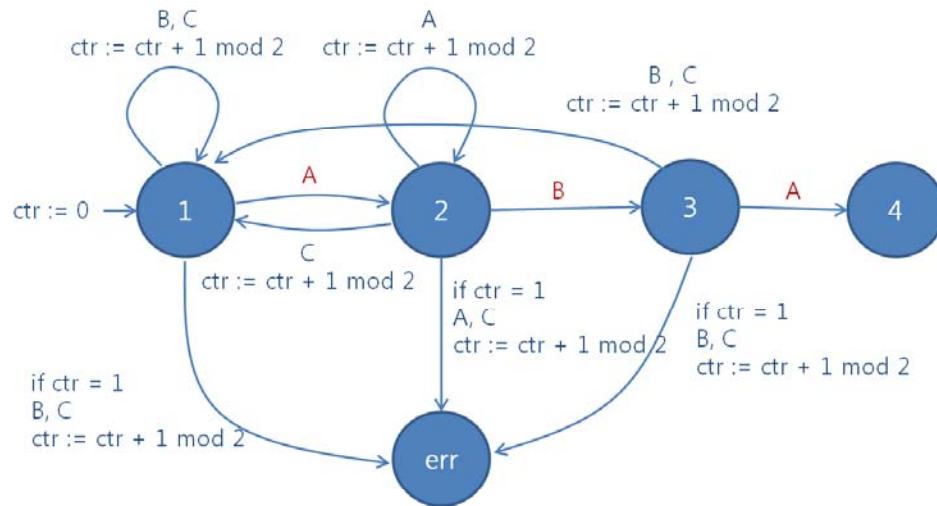 B, C
ctr := ctr + 1 mod 2
A
ctr := ctr + 1 mod 2
B , C
ctr := ctr + 1 mod 2
ctr := 0
1
A
2
B
3
A
4
C
ctr := ctr + 1 mod 2
if ctr = 1
A, C
ctr := ctr + 1 mod 2
if ctr = 1
B, C
ctr := ctr + 1 mod 2
if ctr = 1
B, C
ctr := ctr + 1 mod 2
err